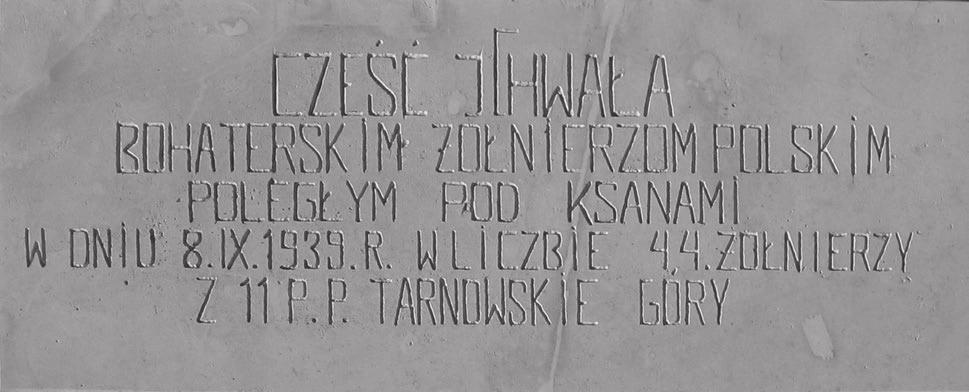 CZEŚĆ I CHWAŁA
BOHATERSKIM ŻOŁNIERZOM POLSKIM
POLEGŁYM POD KSANAMI
W DNIU 8.IX.1939.R. W LICZBIE 44.ŻOŁNIERZY
Z 11 P.P. TARNOWSKIE GÓRY